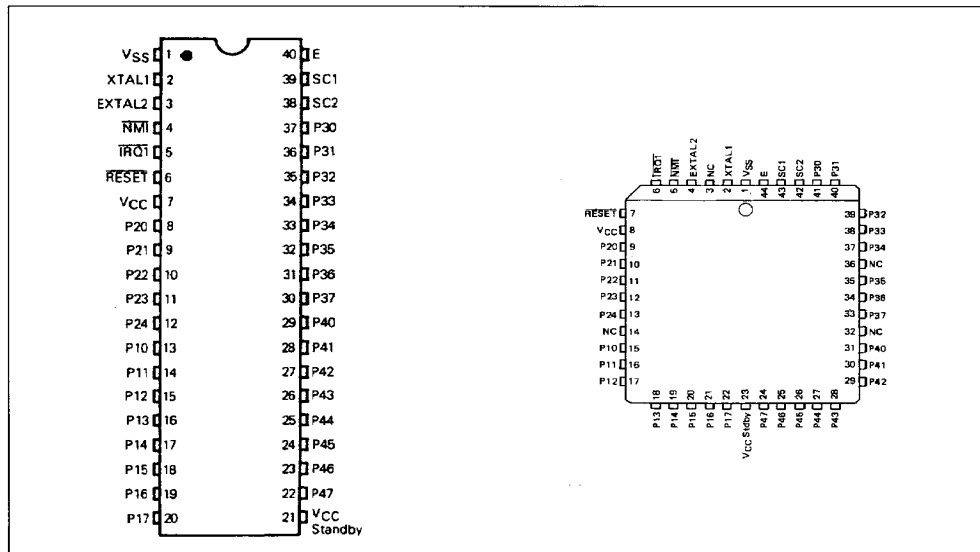 VSS 1 40 E
XTAL1 2 39 SC1
EXTAL2 3 38 SC2
N̅M̅I̅ 4 37 P30
I̅R̅Q̅1̅ 5 36 P31
R̅E̅S̅E̅T̅ 6 35 P32
VCC 7 34 P33
P20 8 33 P34
P21 9 32 P35
P22 10 31 P36
P23 11 30 P37
P24 12 29 P40
P10 13 28 P41
P11 14 27 P42
P12 15 26 P43
P13 16 25 P44
P14 17 24 P45
P15 18 23 P46
P16 19 22 P47
P17 20 21 VCC
Standby
I̅R̅Q̅1̅ N̅M̅I̅ EXTAL2 NC XTAL1 VSS E SC1 SC2 P30 P31
6 5 4 3 2 1 44 43 42 41 40
R̅E̅S̅E̅T̅ 7 39 P32
VCC 8 38 P33
P20 9 37 P34
P21 10 36 NC
P22 11 35 P35
P23 12 34 P36
P24 13 33 P37
NC 14 32 NC
P10 15 31 P40
P11 16 30 P41
P12 17 29 P42
18 19 20 21 22 23 24 25 26 27 28
P13 P14 P15 P16 P17 VCC Stdby P47 P46 P45 P44 P43